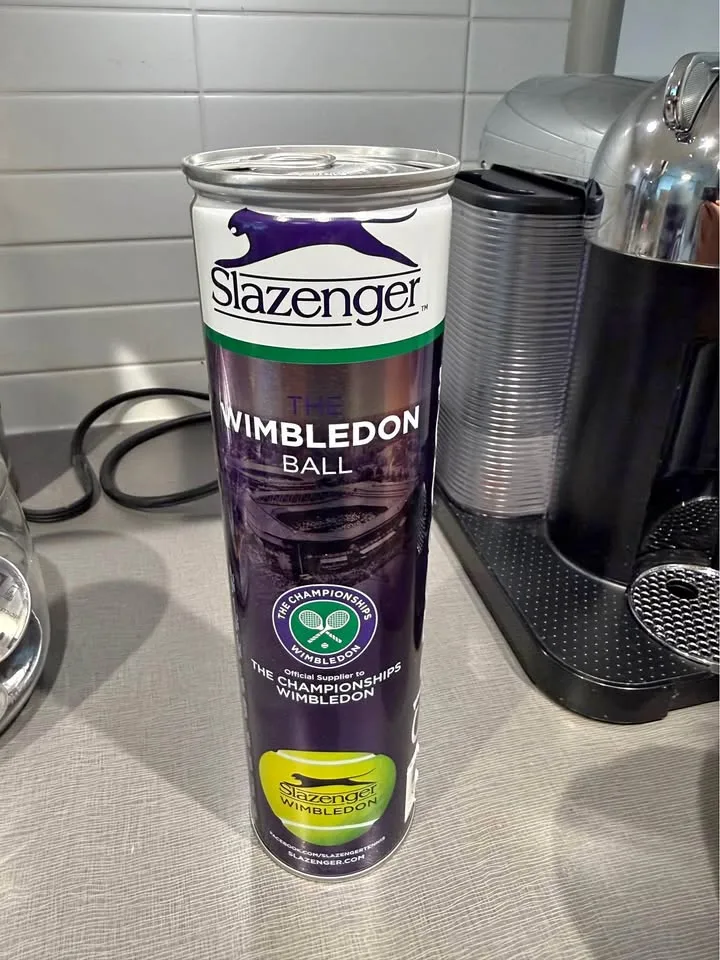 Slazenger™
THE
WIMBLEDON
BALL
THE CHAMPIONSHIPS
WIMBLEDON
Official Supplier to
THE CHAMPIONSHIPS
WIMBLEDON
Slazenger
WIMBLEDON
FACEBOOK.COM/SLAZENGERTENNIS
SLAZENGER.COM